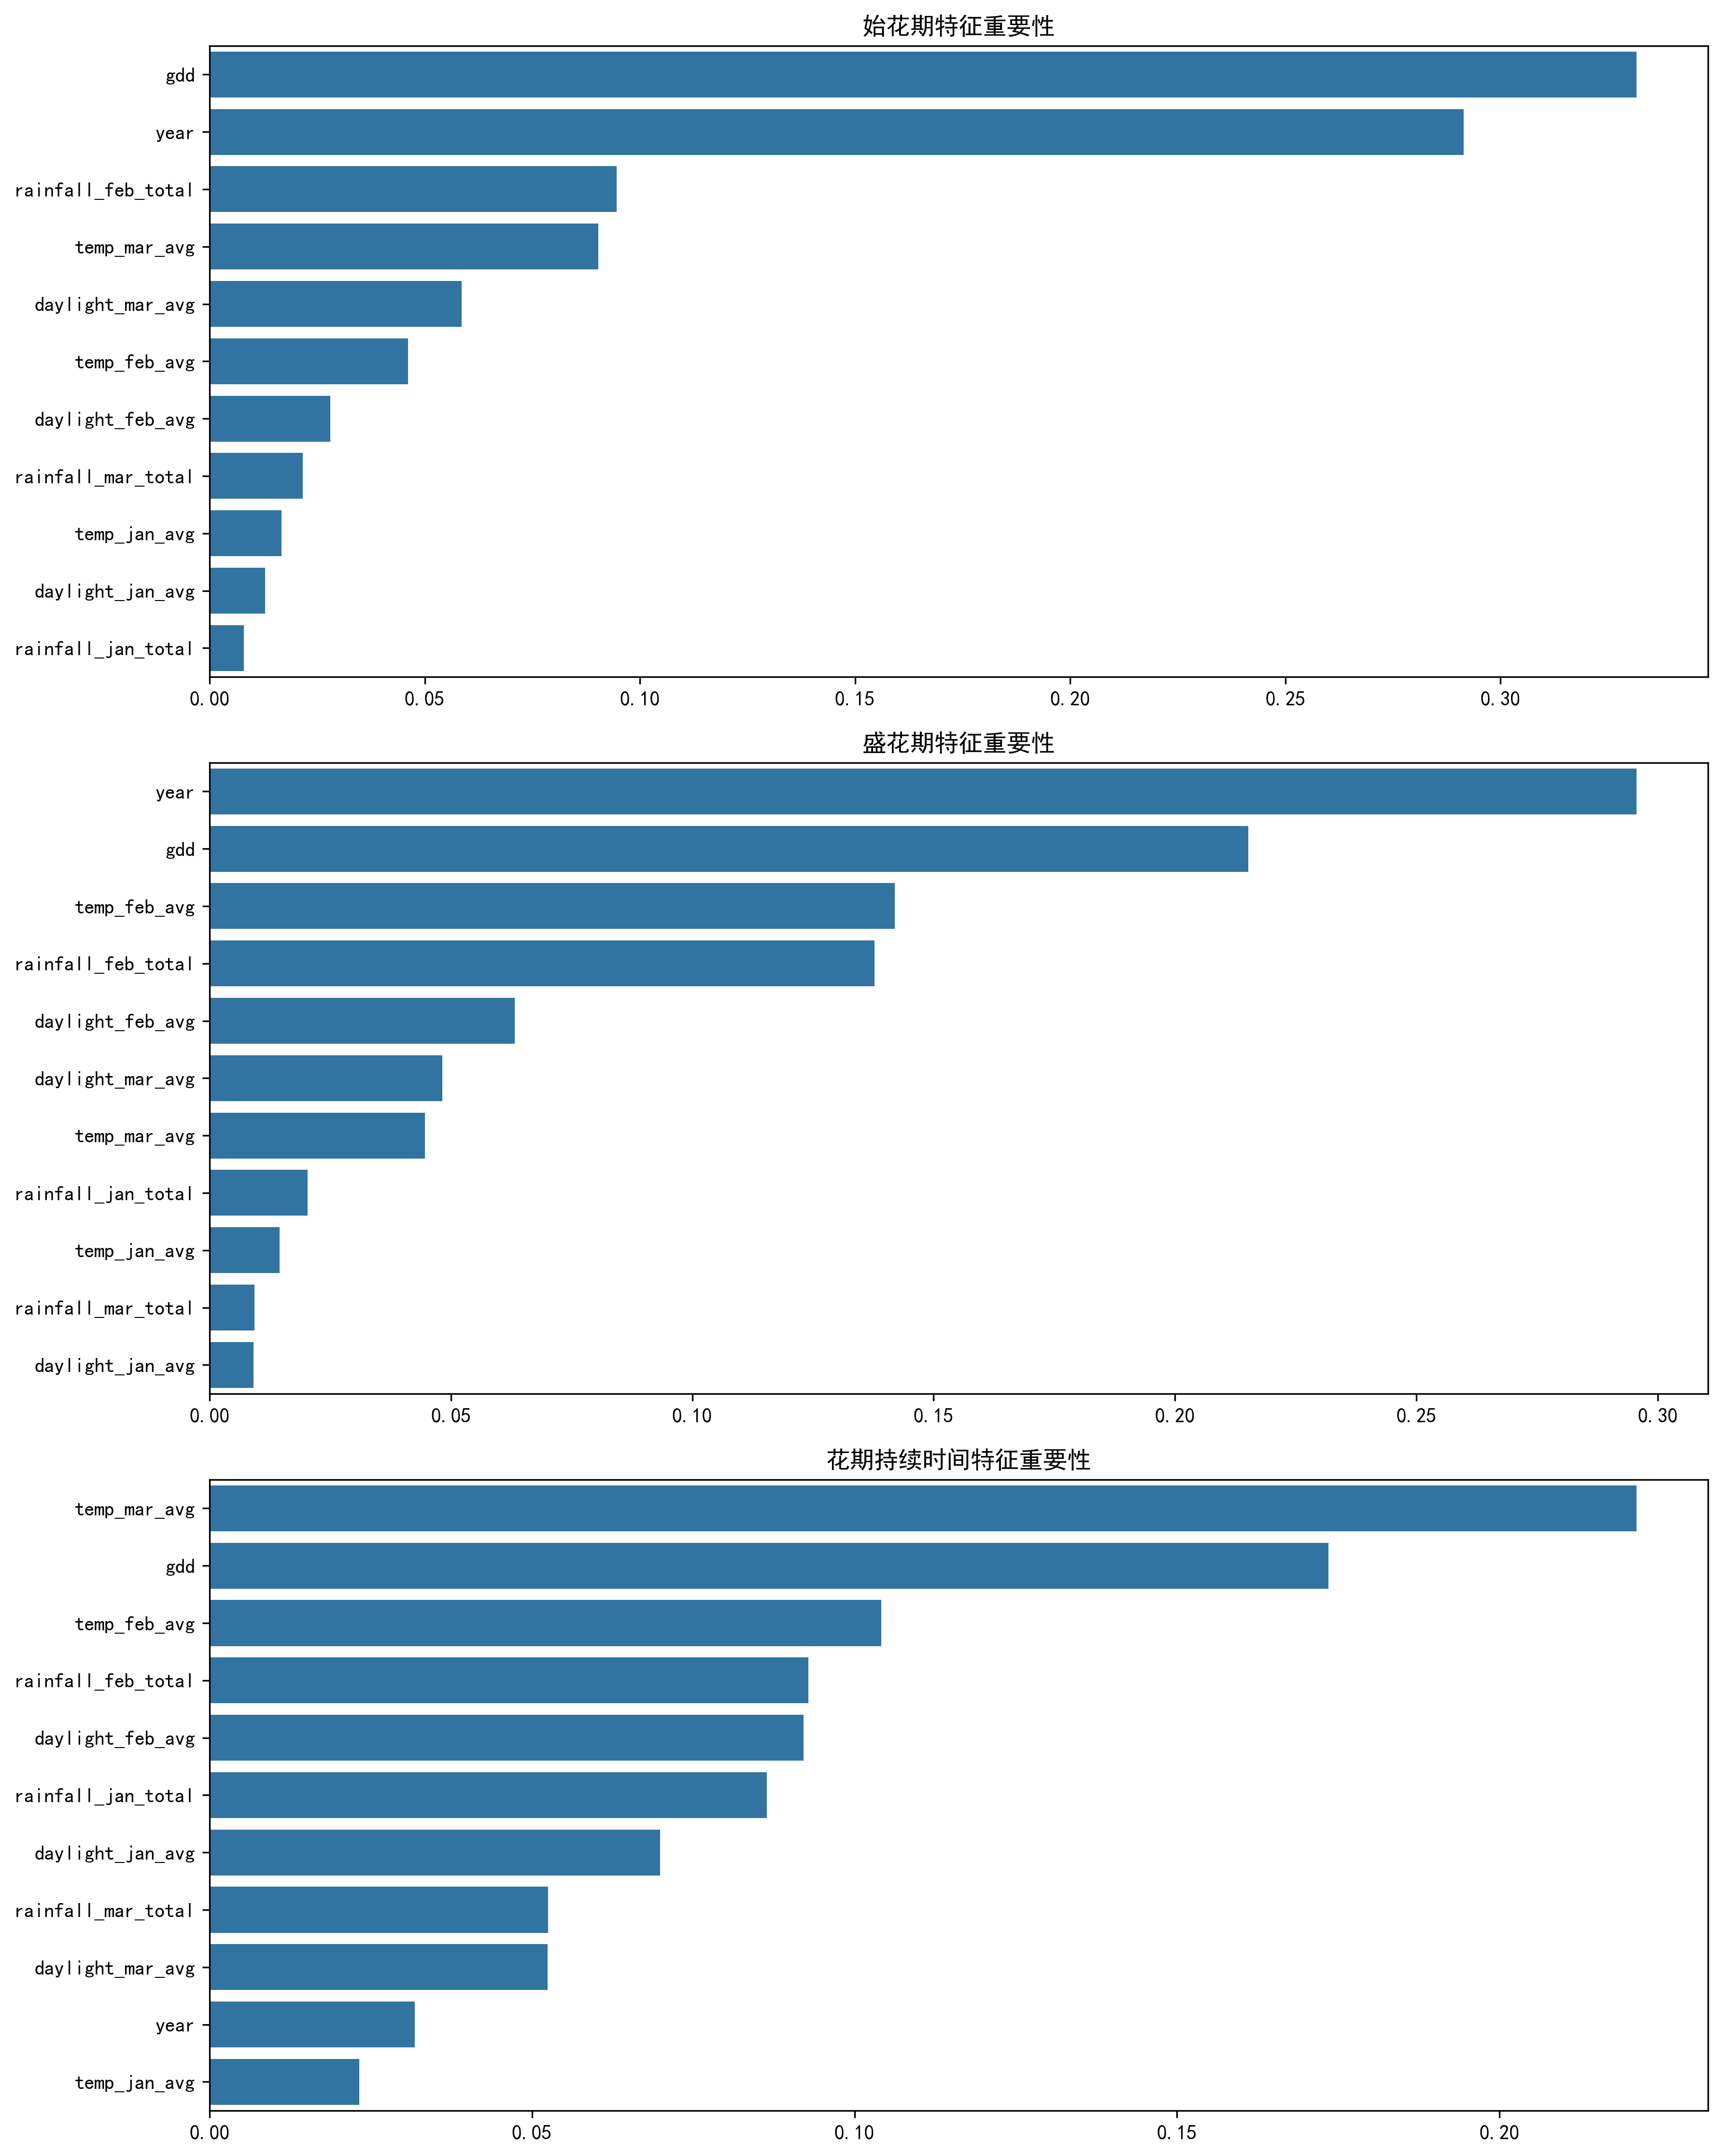 始花期特征重要性
gdd
year
rainfall_feb_total
temp_mar_avg
daylight_mar_avg
temp_feb_avg
daylight_feb_avg
rainfall_mar_total
temp_jan_avg
daylight_jan_avg
rainfall_jan_total
0.00 0.05 0.10 0.15 0.20 0.25 0.30
盛花期特征重要性
year
gdd
temp_feb_avg
rainfall_feb_total
daylight_feb_avg
daylight_mar_avg
temp_mar_avg
rainfall_jan_total
temp_jan_avg
rainfall_mar_total
daylight_jan_avg
0.00 0.05 0.10 0.15 0.20 0.25 0.30
花期持续时间特征重要性
temp_mar_avg
gdd
temp_feb_avg
rainfall_feb_total
daylight_feb_avg
rainfall_jan_total
daylight_jan_avg
rainfall_mar_total
daylight_mar_avg
year
temp_jan_avg
0.00 0.05 0.10 0.15 0.20